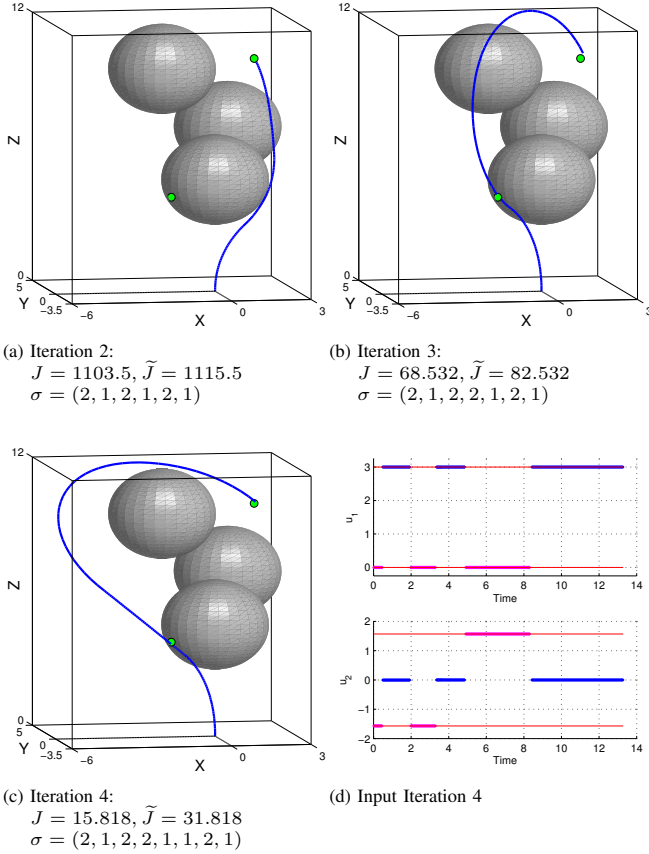 12
Z
0
5
Y
0
−3.5
−6
X
0
3
12
Z
0
5
Y
0
−3.5
−6
X
0
3
(a) Iteration 2:
J = 1103.5, J̃ = 1115.5
σ = (2, 1, 2, 1, 2, 1)
(b) Iteration 3:
J = 68.532, J̃ = 82.532
σ = (2, 1, 2, 2, 1, 2, 1)
12
Z
0
5
Y
0
−3.5
−6
X
0
3
3
2
1
0
u₁
0 2 4 6 8 10 12 14
Time
2
1
0
−1
−2
u₂
0 2 4 6 8 10 12 14
Time
(c) Iteration 4:
J = 15.818, J̃ = 31.818
σ = (2, 1, 2, 2, 1, 1, 2, 1)
(d) Input Iteration 4